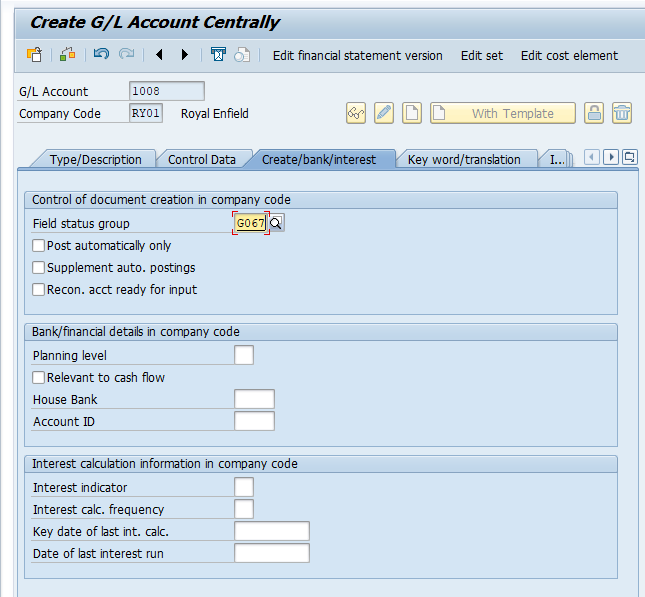 Create G/L Account Centrally
Edit financial statement version Edit set Edit cost element
G/L Account 1008
Company Code RY01 Royal Enfield With Template
Type/Description Control Data Create/bank/interest Key word/translation I...
Control of document creation in company code
Field status group G067
Post automatically only
Supplement auto. postings
Recon. acct ready for input
Bank/financial details in company code
Planning level
Relevant to cash flow
House Bank
Account ID
Interest calculation information in company code
Interest indicator
Interest calc. frequency
Key date of last int. calc.
Date of last interest run